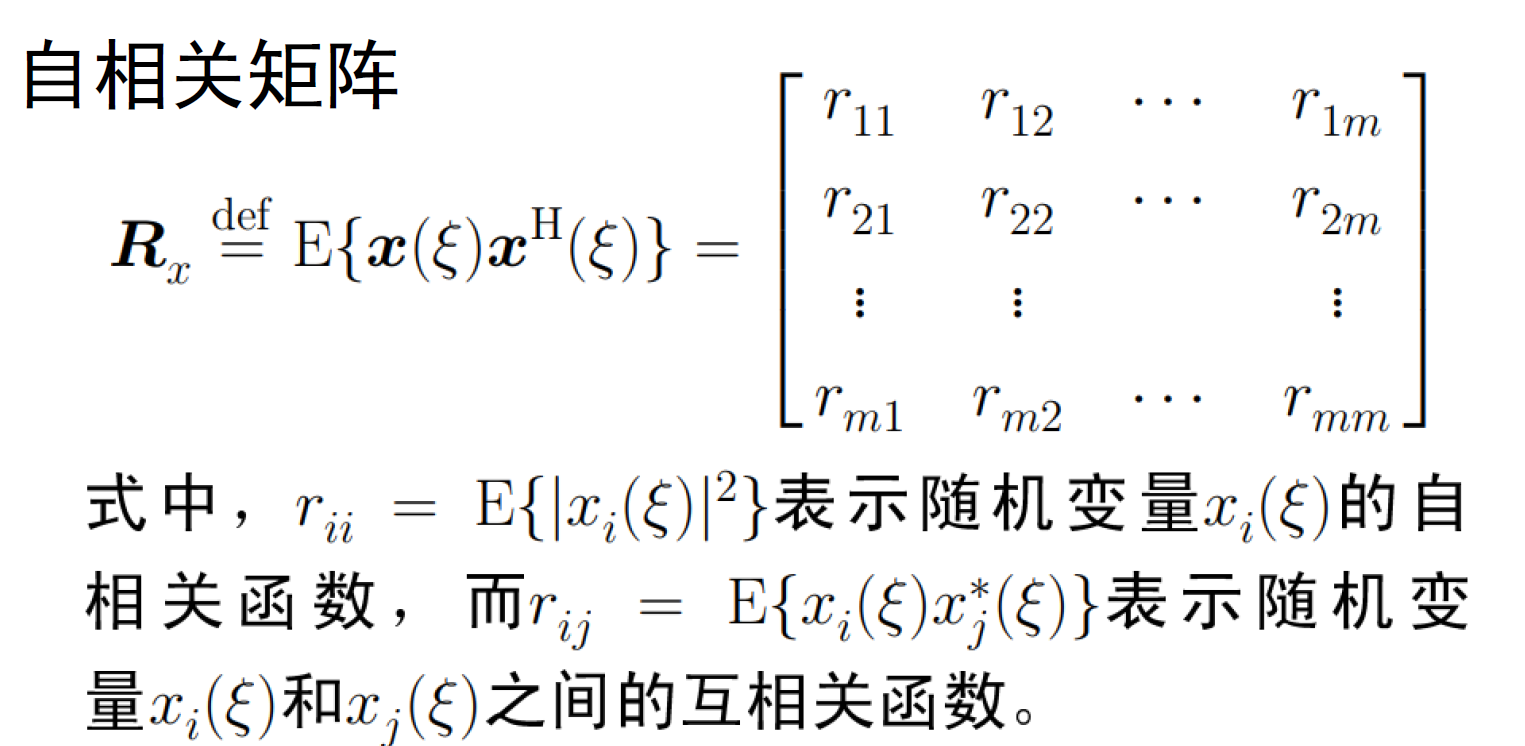 自相关矩阵
$\boldsymbol{R}_x \overset{\mathrm{def}}{=} \mathrm{E}\{\boldsymbol{x}(\xi)\boldsymbol{x}^{\mathrm{H}}(\xi)\} = \begin{bmatrix} r_{11} & r_{12} & \cdots & r_{1m} \\ r_{21} & r_{22} & \cdots & r_{2m} \\ \vdots & \vdots & & \vdots \\ r_{m1} & r_{m2} & \cdots & r_{mm} \end{bmatrix}$
式中，$r_{ii} = \mathrm{E}\{|x_i(\xi)|^2\}$表示随机变量$x_i(\xi)$的自
相关函数，而$r_{ij} = \mathrm{E}\{x_i(\xi)x_j^*(\xi)\}$表示随机变
量$x_i(\xi)$和$x_j(\xi)$之间的互相关函数。